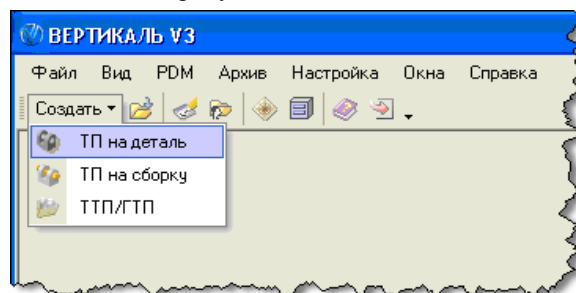 ВЕРТИКАЛЬ V3
Файл Вид PDM Архив Настройка Окна Справка
Создать
ТП на деталь
ТП на сборку
ТТП/ГТП